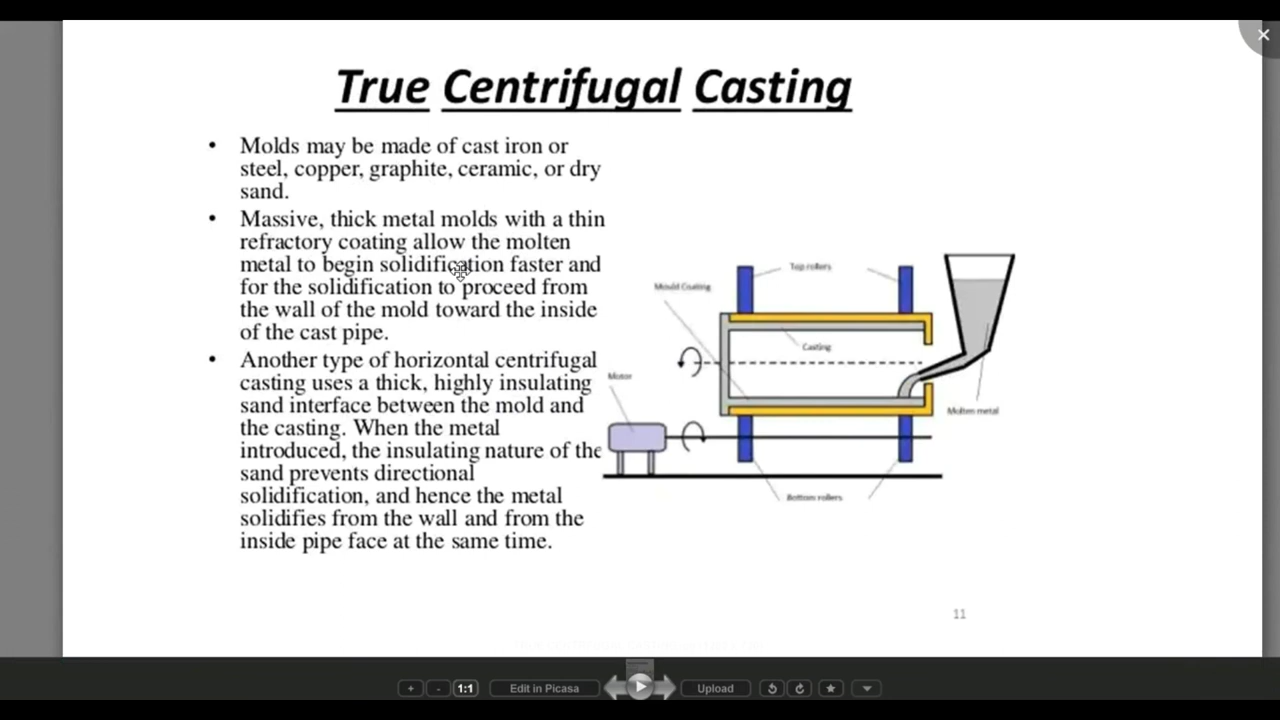 True Centrifugal Casting
• Molds may be made of cast iron or
steel, copper, graphite, ceramic, or dry
sand.
• Massive, thick metal molds with a thin
refractory coating allow the molten
metal to begin solidification faster and
for the solidification to proceed from
the wall of the mold toward the inside
of the cast pipe.
• Another type of horizontal centrifugal
casting uses a thick, highly insulating
sand interface between the mold and
the casting. When the metal
introduced, the insulating nature of the
sand prevents directional
solidification, and hence the metal
solidifies from the wall and from the
inside pipe face at the same time.
Top rollers
Mould Coating
Casting
Motor
Molten metal
Bottom rollers
11
+ - 1:1 Edit in Picasa Upload